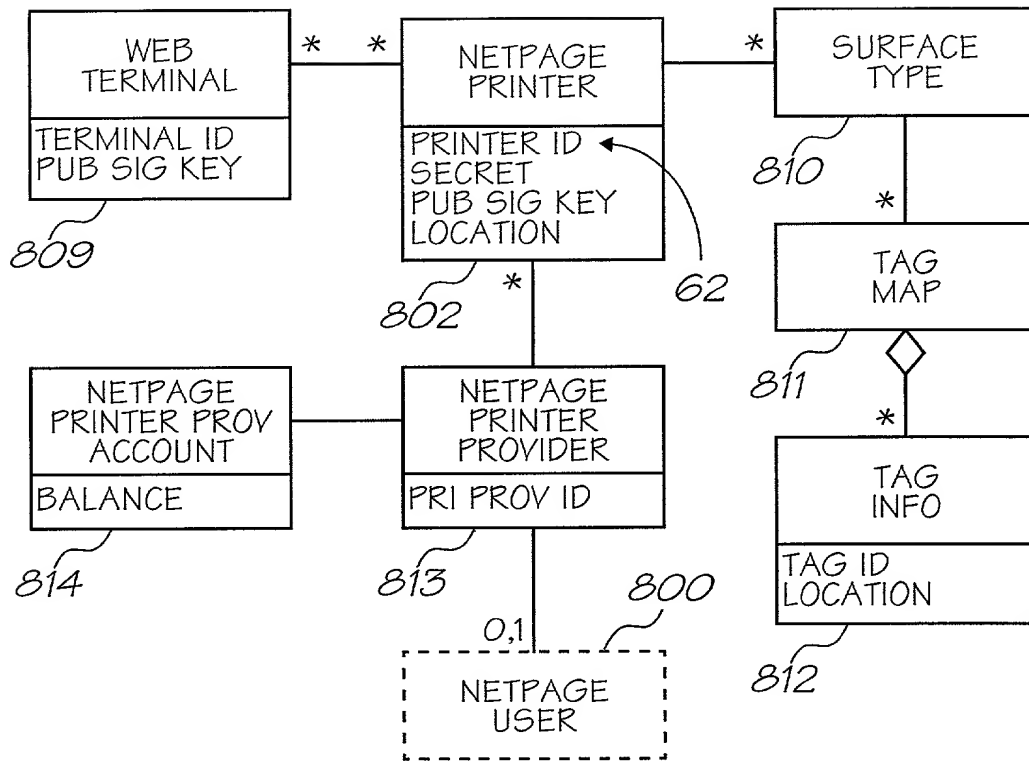 WEB
TERMINAL
TERMINAL ID
PUB SIG KEY
809
* *
NETPAGE
PRINTER
PRINTER ID
SECRET
PUB SIG KEY
LOCATION
802
62
*
*
SURFACE
TYPE
810
*
TAG
MAP
811
*
NETPAGE
PRINTER PROV
ACCOUNT
BALANCE
814
NETPAGE
PRINTER
PROVIDER
PRI PROV ID
813
TAG
INFO
TAG ID
LOCATION
812
0,1
800
NETPAGE
USER